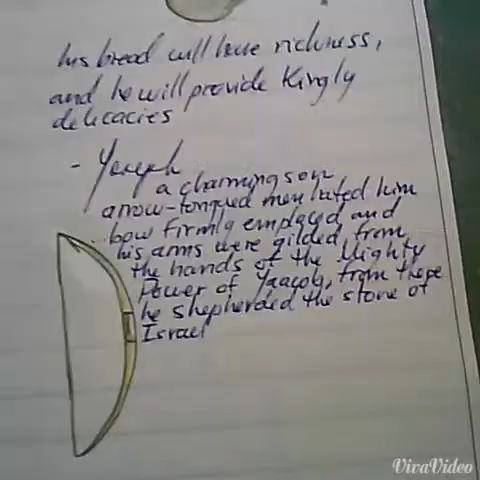 his bread will have richness,
and he will provide Kingly
delicacies
- Yoseph
a charming son
arrow-tongued men hated him
bow firmly emplaced and
his arms were gilded from
the hands of the Mighty
Power of Yaacob, from there
he shepherded the stone of
Israel
VivaVideo